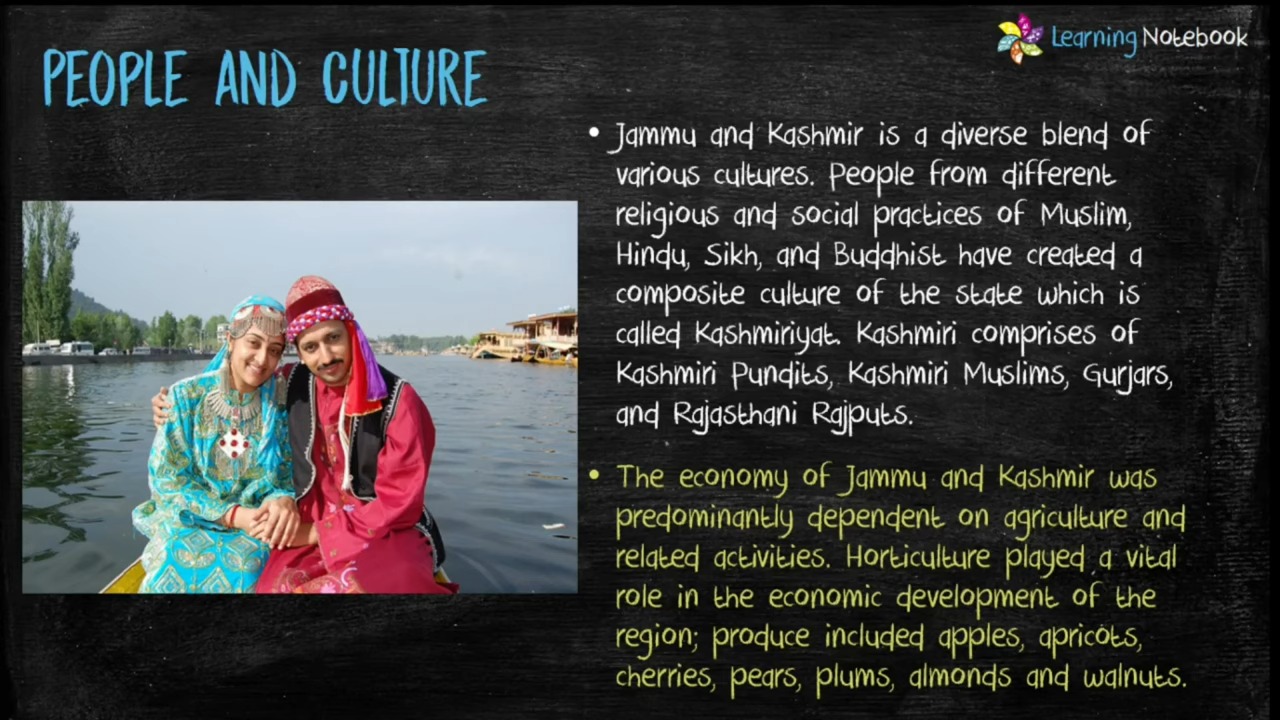 PEOPLE AND CULTURE
Learning Notebook
• Jammu and Kashmir is a diverse blend of
various cultures. People from different
religious and social practices of Muslim,
Hindu, Sikh, and Buddhist have created a
composite culture of the state which is
called Kashmiriyat. Kashmiri comprises of
Kashmiri Pundits, Kashmiri Muslims, Gurjars,
and Rajasthani Rajputs.
• The economy of Jammu and Kashmir was
predominantly dependent on agriculture and
related activities. Horticulture played a vital
role in the economic development of the
region; produce included apples, apricots,
cherries, pears, plums, almonds and walnuts.